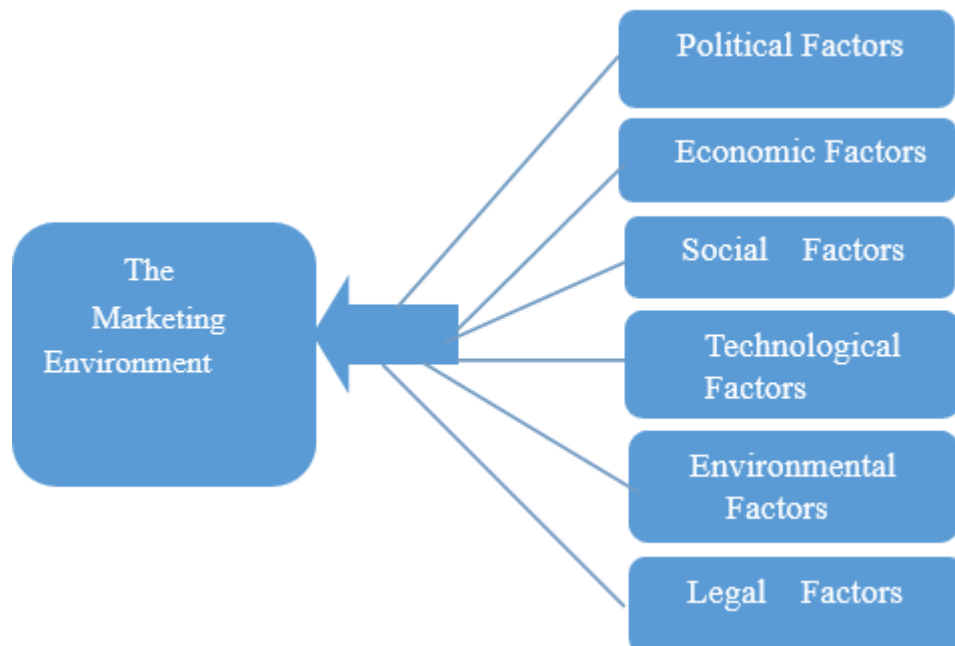 The
Marketing
Environment
Political Factors
Economic Factors
Social Factors
Technological
Factors
Environmental
Factors
Legal Factors